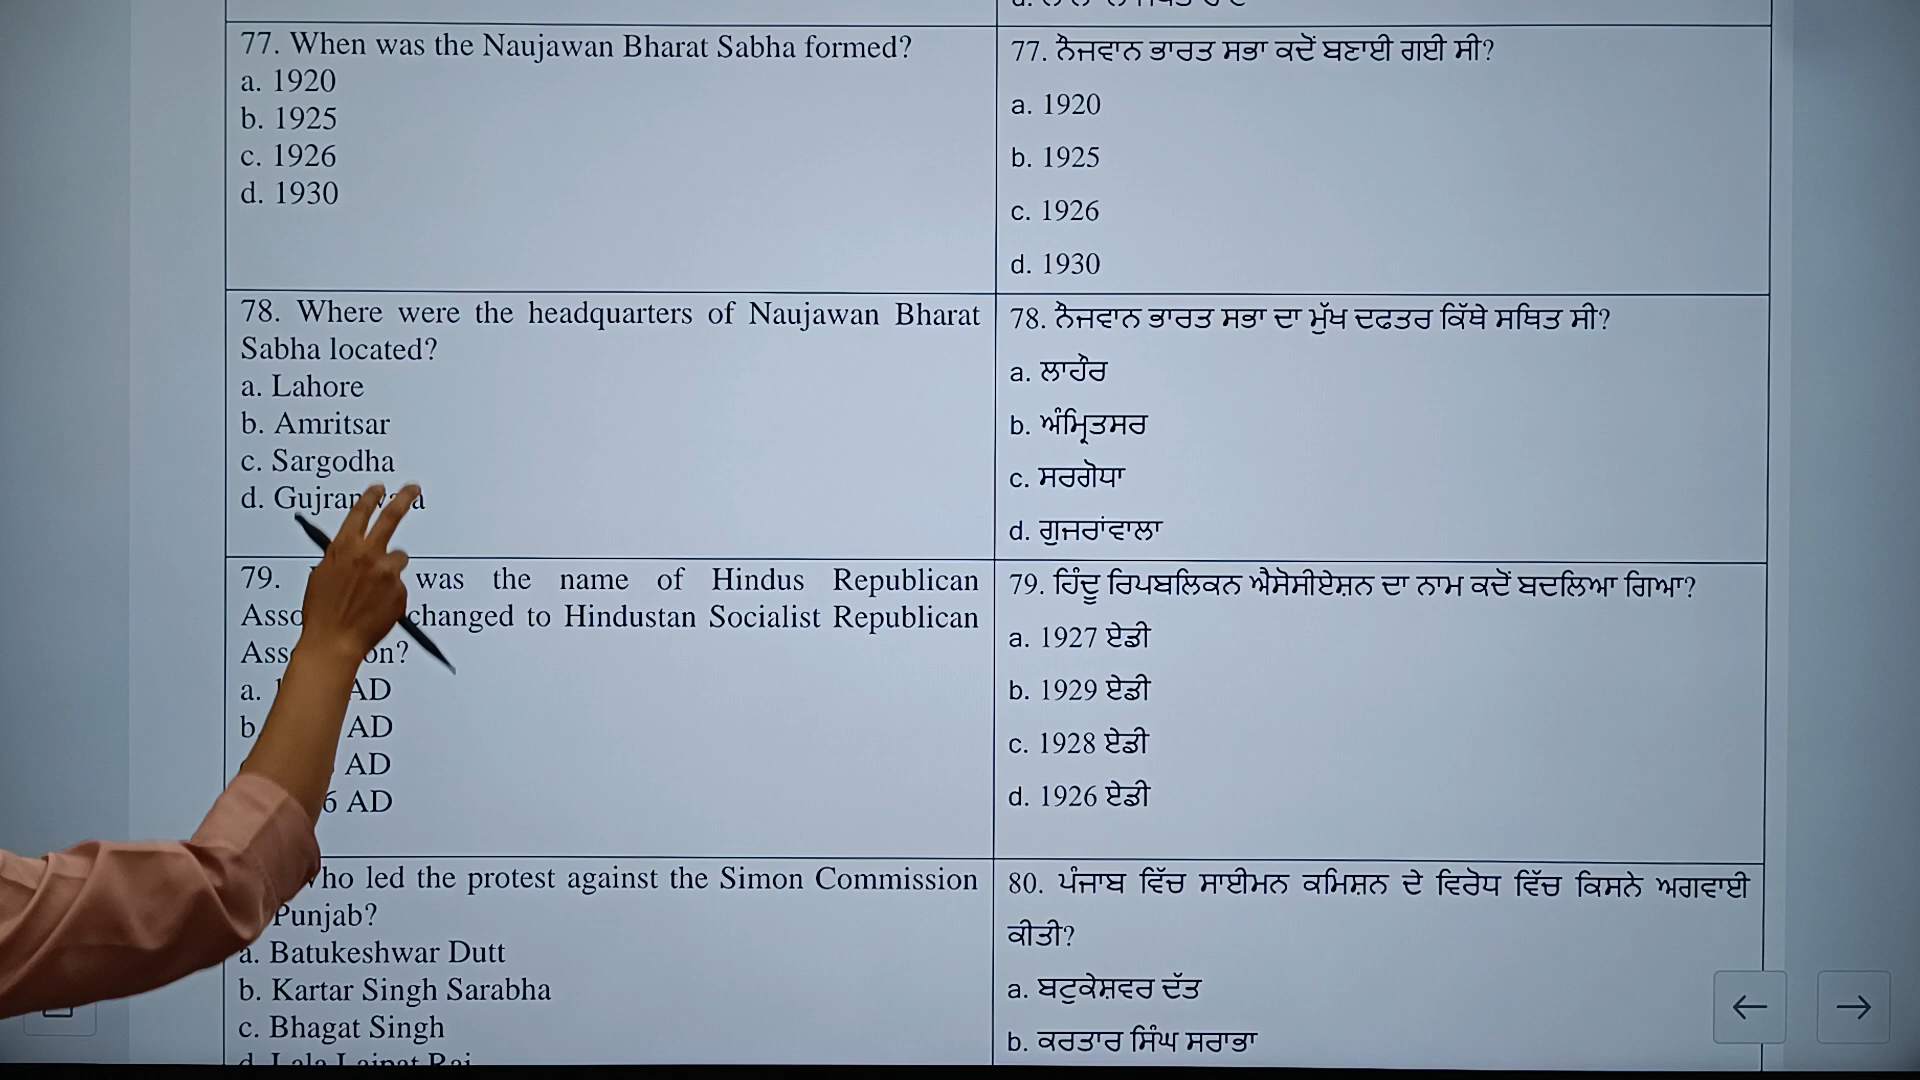 77. When was the Naujawan Bharat Sabha formed?
a. 1920
b. 1925
c. 1926
d. 1930
77. ਨੌਜਵਾਨ ਭਾਰਤ ਸਭਾ ਕਦੋਂ ਬਣਾਈ ਗਈ ਸੀ?
a. 1920
b. 1925
c. 1926
d. 1930
78. Where were the headquarters of Naujawan Bharat
Sabha located?
a. Lahore
b. Amritsar
c. Sargodha
d.
78. ਨੌਜਵਾਨ ਭਾਰਤ ਸਭਾ ਦਾ ਮੁੱਖ ਦਫਤਰ ਕਿੱਥੇ ਸਥਿਤ ਸੀ?
a. ਲਾਹੌਰ
b. ਅੰਮ੍ਰਿਤਸਰ
c. ਸਰਗੋਧਾ
d. ਗੁਜਰਾਂਵਾਲਾ
79. was the name of Hindus Republican
changed to Hindustan Socialist Republican
a. AD
b. AD
AD
AD
79. ਹਿੰਦੂ ਰਿਪਬਲਿਕਨ ਐਸੋਸੀਏਸ਼ਨ ਦਾ ਨਾਮ ਕਦੋਂ ਬਦਲਿਆ ਗਿਆ?
a. 1927 ਏਡੀ
b. 1929 ਏਡੀ
c. 1928 ਏਡੀ
d. 1926 ਏਡੀ
led the protest against the Simon Commission
Punjab?
a. Batukeshwar Dutt
b. Kartar Singh Sarabha
c. Bhagat Singh
80. ਪੰਜਾਬ ਵਿੱਚ ਸਾਈਮਨ ਕਮਿਸ਼ਨ ਦੇ ਵਿਰੋਧ ਵਿੱਚ ਕਿਸਨੇ ਅਗਵਾਈ
ਕੀਤੀ?
a. ਬਟੁਕੇਸ਼ਵਰ ਦੱਤ
b. ਕਰਤਾਰ ਸਿੰਘ ਸਰਾਭਾ